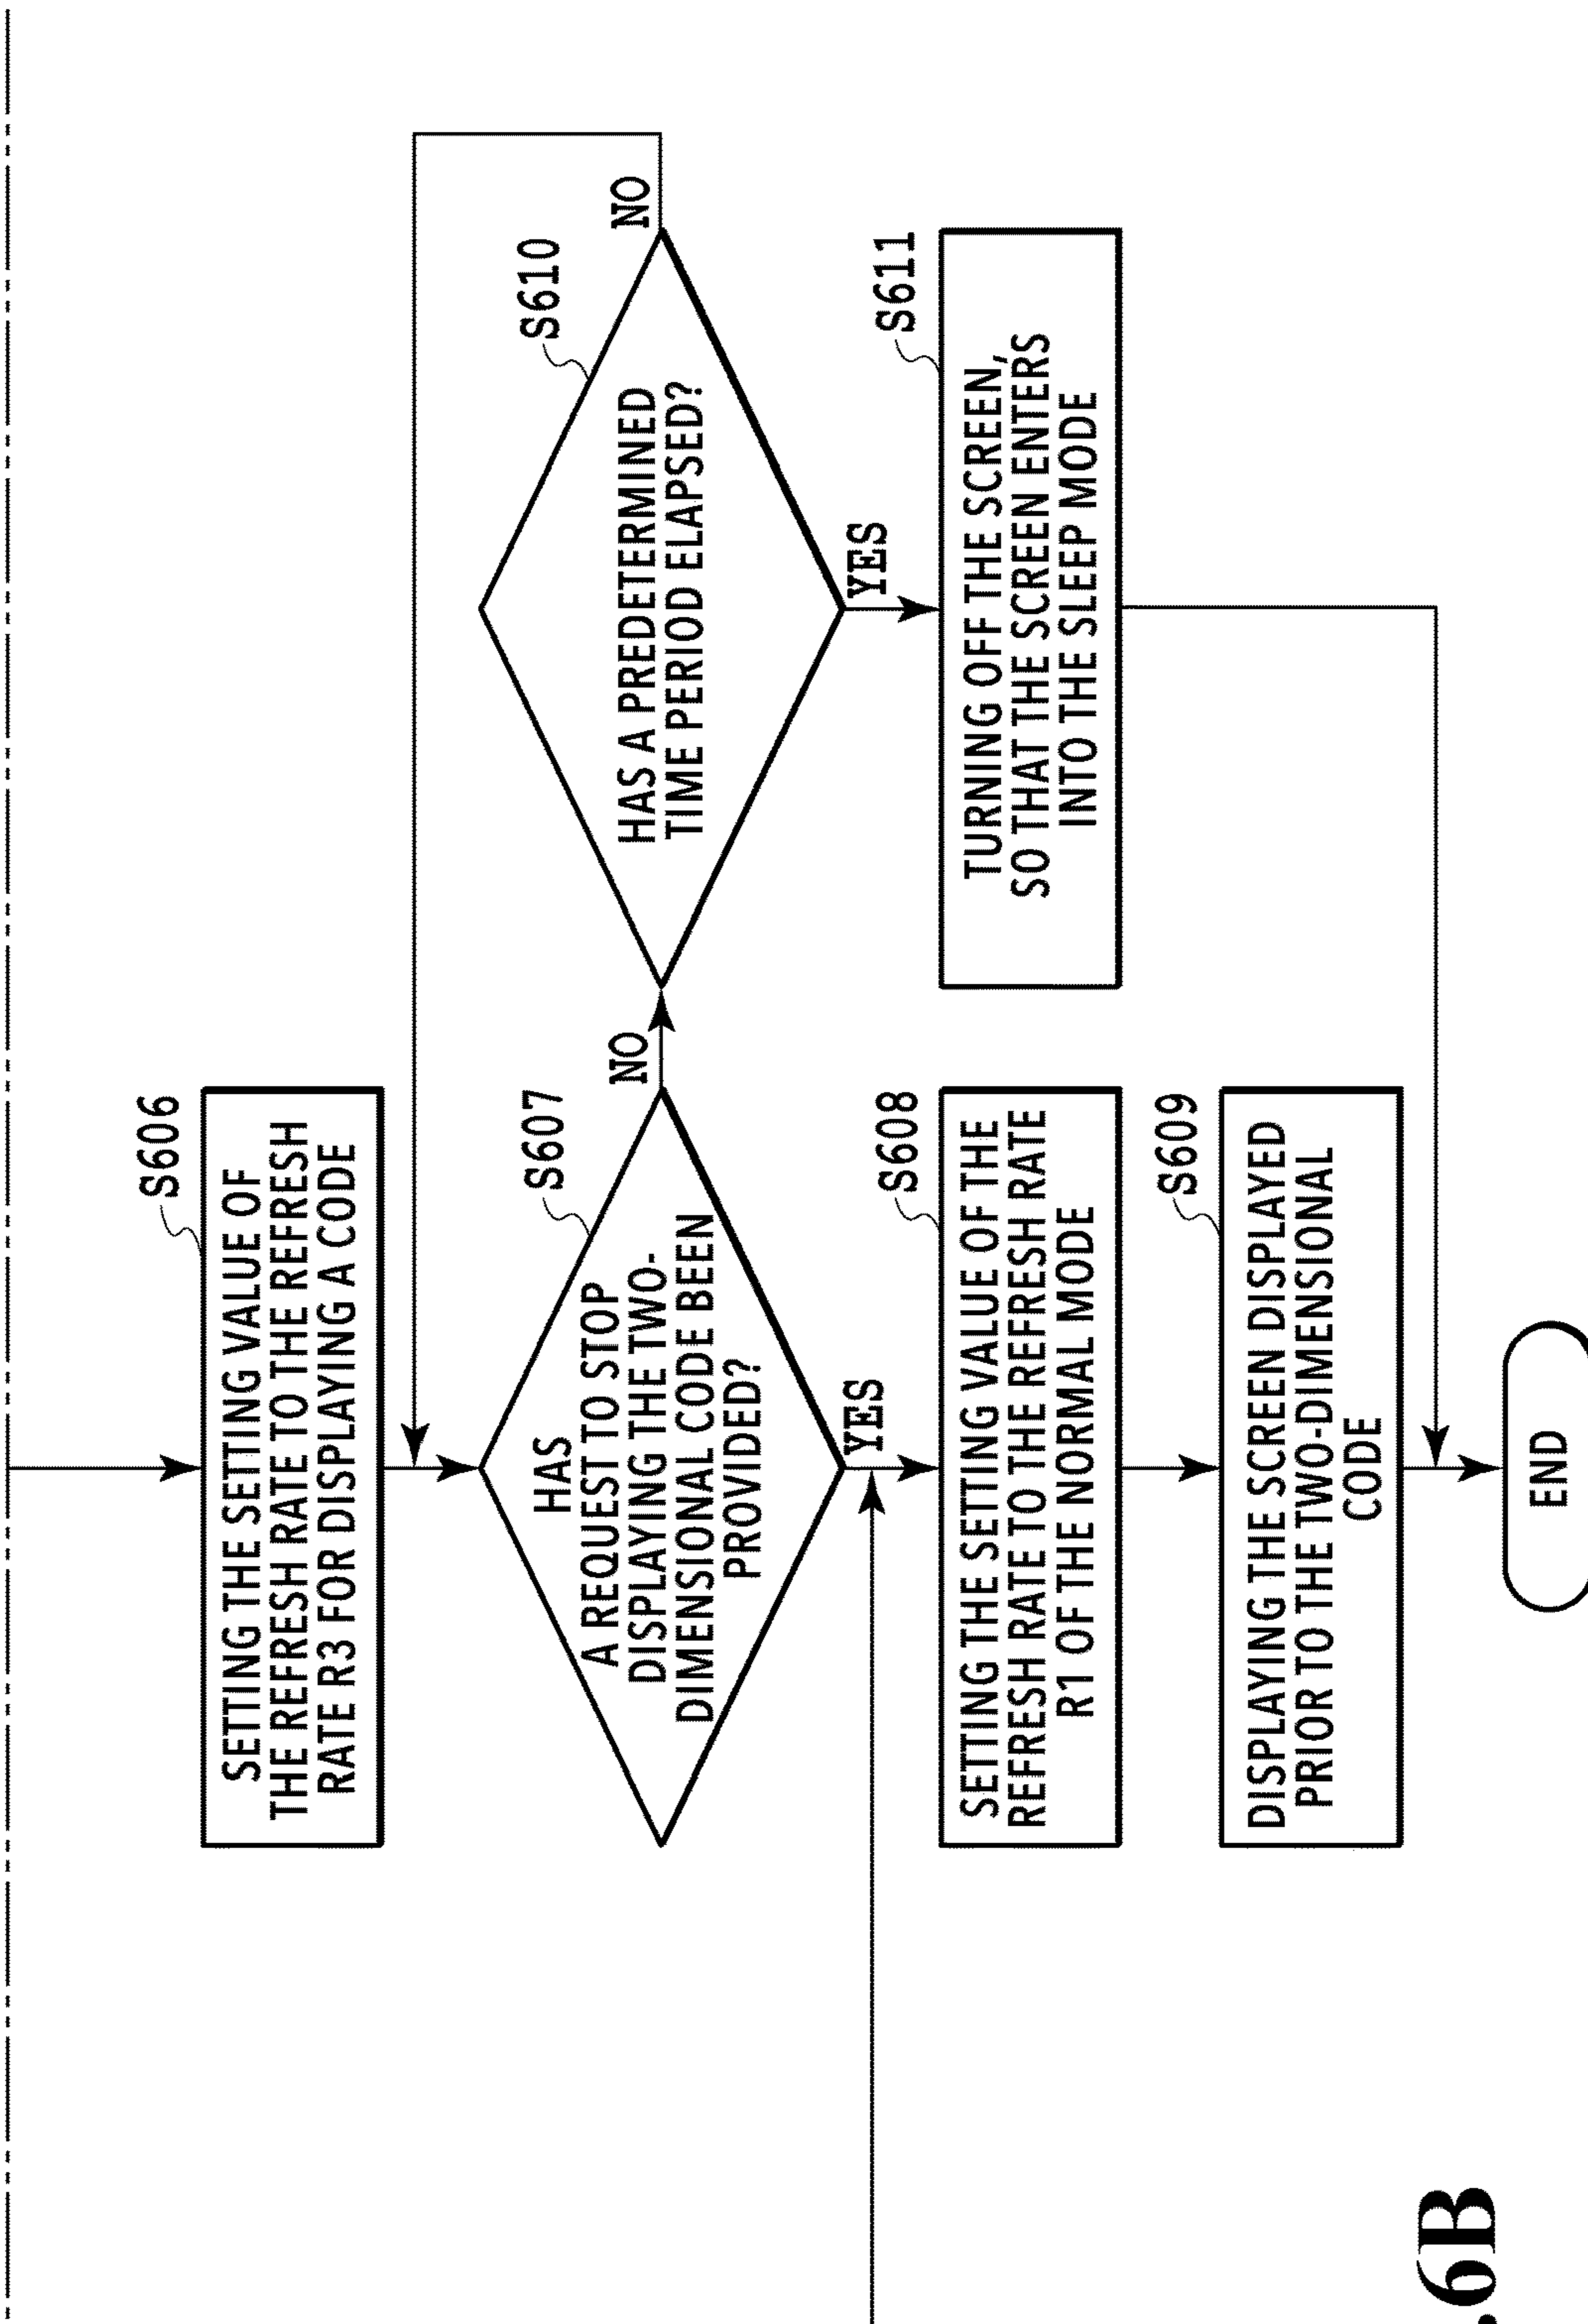 S606
SETTING THE SETTING VALUE OF
THE REFRESH RATE TO THE REFRESH
RATE R3 FOR DISPLAYING A CODE
S607
HAS
A REQUEST TO STOP
DISPLAYING THE TWO-
DIMENSIONAL CODE BEEN
PROVIDED?
NO
YES
S610
HAS A PREDETERMINED
TIME PERIOD ELAPSED?
NO
YES
S608
SETTING THE SETTING VALUE OF THE
REFRESH RATE TO THE REFRESH RATE
R1 OF THE NORMAL MODE
S611
TURNING OFF THE SCREEN,
SO THAT THE SCREEN ENTERS
INTO THE SLEEP MODE
S609
DISPLAYING THE SCREEN DISPLAYED
PRIOR TO THE TWO-DIMENSIONAL
CODE
END
.6B